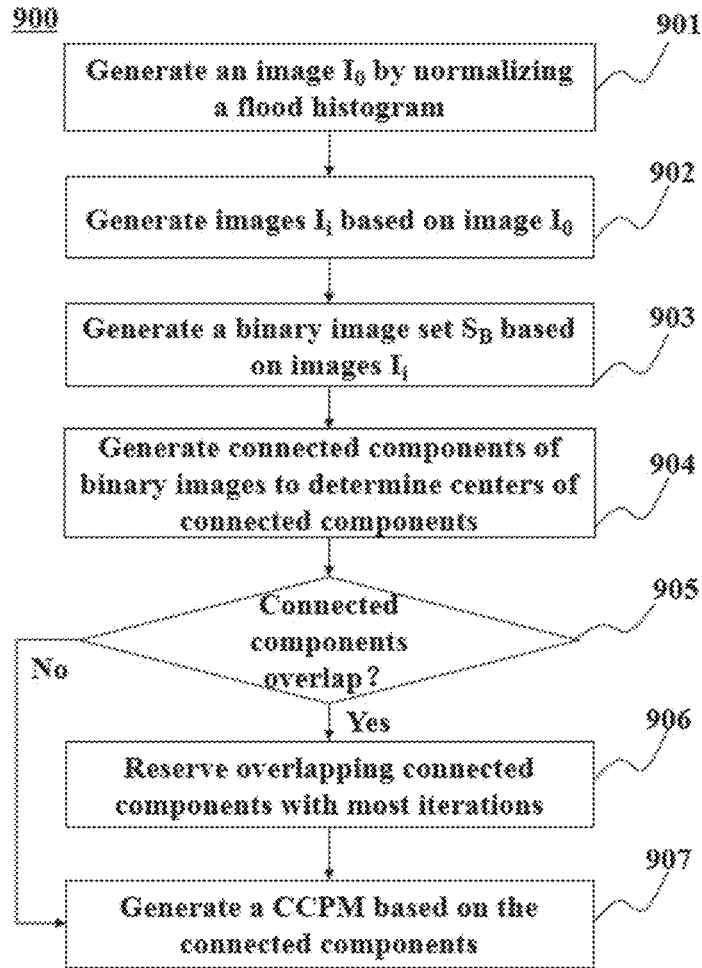 900
901
Generate an image I0 by normalizing
a flood histogram
902
Generate images Ii based on image I0
903
Generate a binary image set SB based
on images Ii
904
Generate connected components of
binary images to determine centers of
connected components
905
Connected
components
overlap?
No
Yes
906
Reserve overlapping connected
components with most iterations
907
Generate a CCPM based on the
connected components